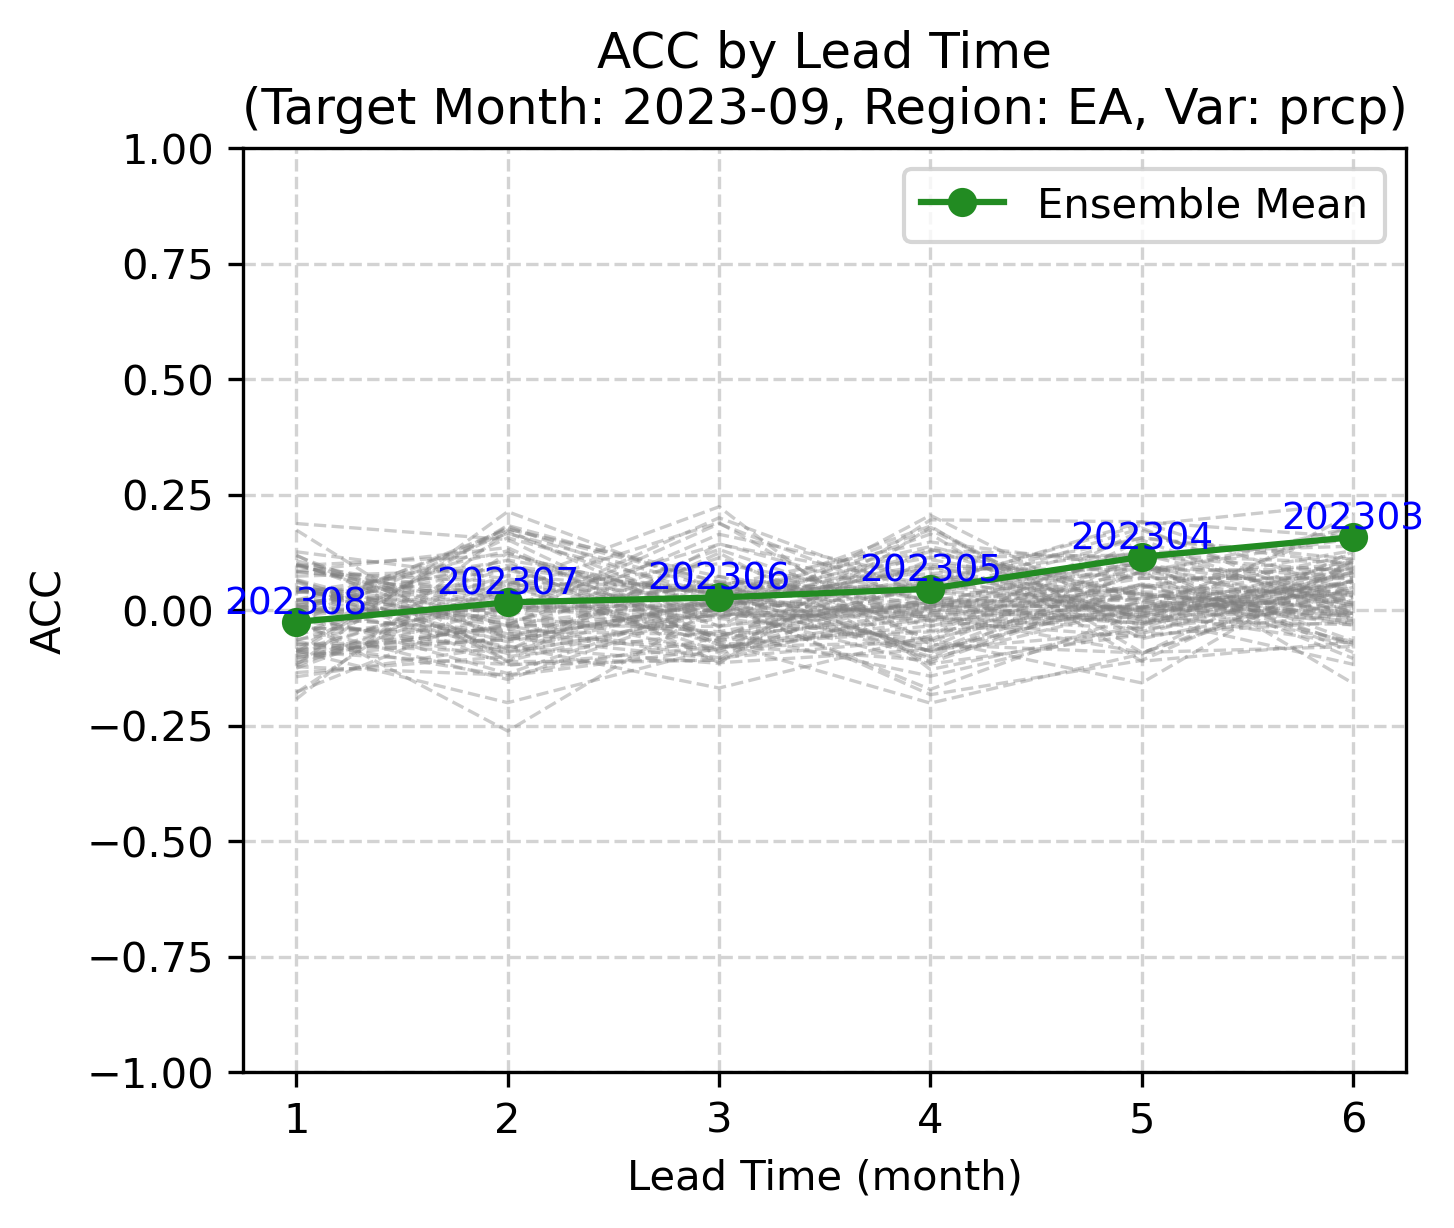 ACC by Lead Time
(Target Month: 2023-09, Region: EA, Var: prcp)
1.00
Ensemble Mean
0.75
0.50
0.25
202303
202304
202305
202306
202307
202308
0.00
ACC
−0.25
−0.50
−0.75
−1.00
1 2 3 4 5 6
Lead Time (month)